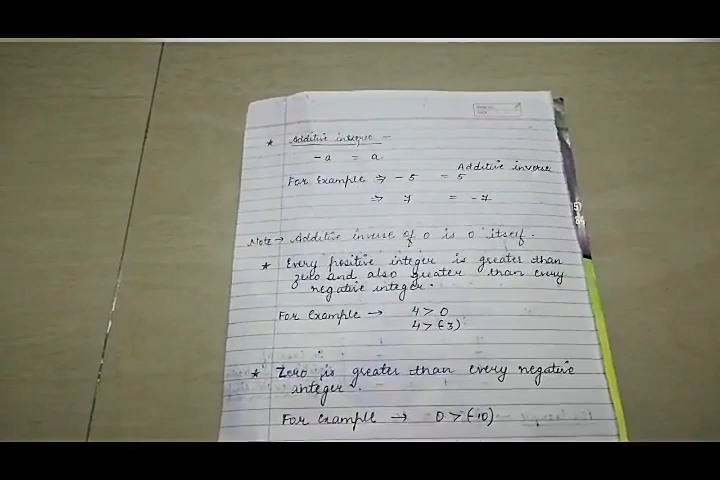 * Additive inverse -
-a = a.
Additive inverse
For Example ⇒ -5 = 5
⇒ 7 = -7
Note → Additive inverse of 0 is 0 itself.
* Every positive integer is greater than
zero and also greater than every
negative integer.
For Example → 4 > 0
4 > (-3)
* Zero is greater than every negative
integer.
For Example → 0 > (-10)